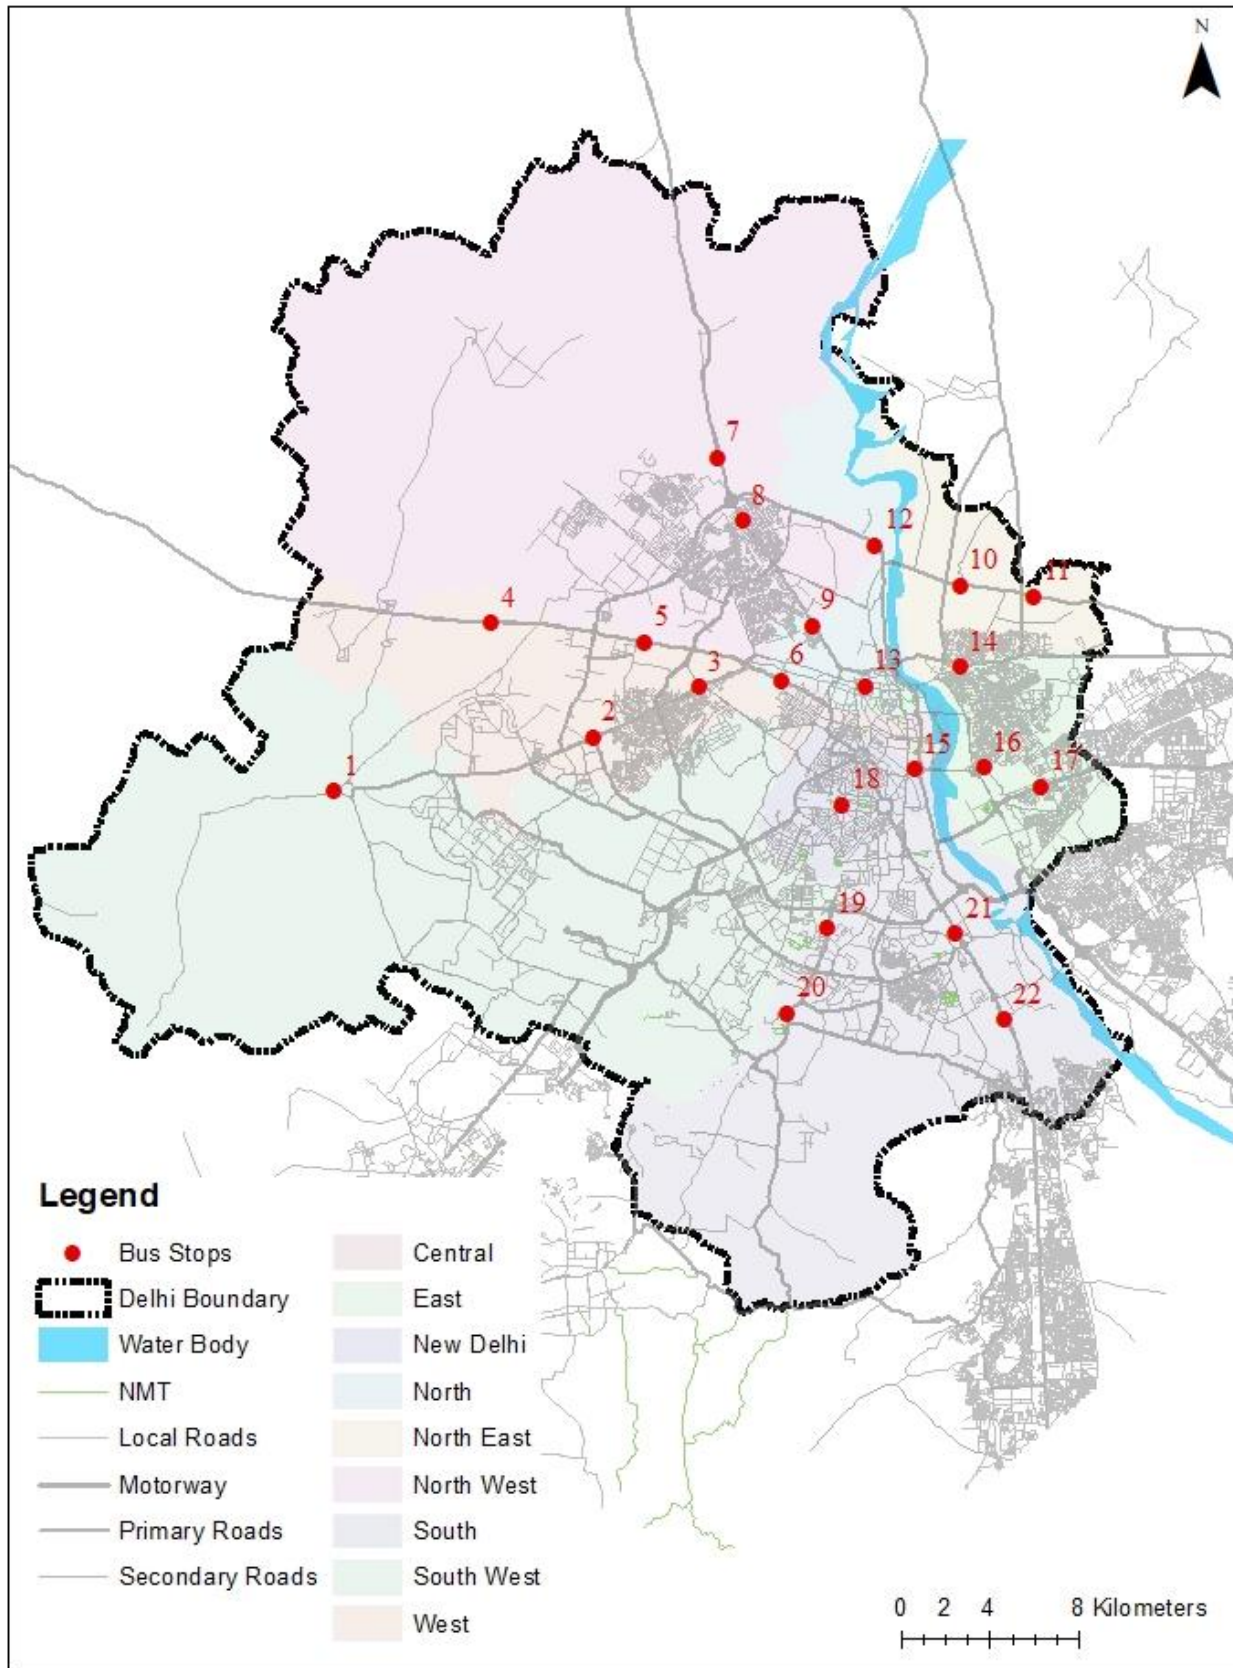 N
7
8
12
10
11
4
9
5
14
3
6
13
2
15
16
1
17
18
19
21
20
22
Legend
Bus Stops
Delhi Boundary
Water Body
NMT
Local Roads
Motorway
Primary Roads
Secondary Roads
Central
East
New Delhi
North
North East
North West
South
South West
West
0 2 4 8 Kilometers